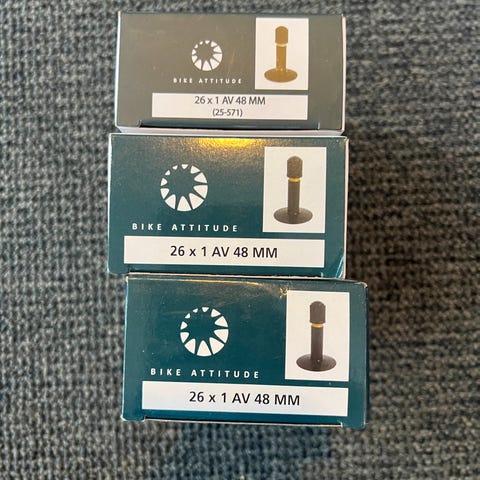 BIKE ATTITUDE
26 x 1 AV 48 MM
(25-571)
BIKE ATTITUDE
26 x 1 AV 48 MM
BIKE ATTITUDE
26 x 1 AV 48 MM